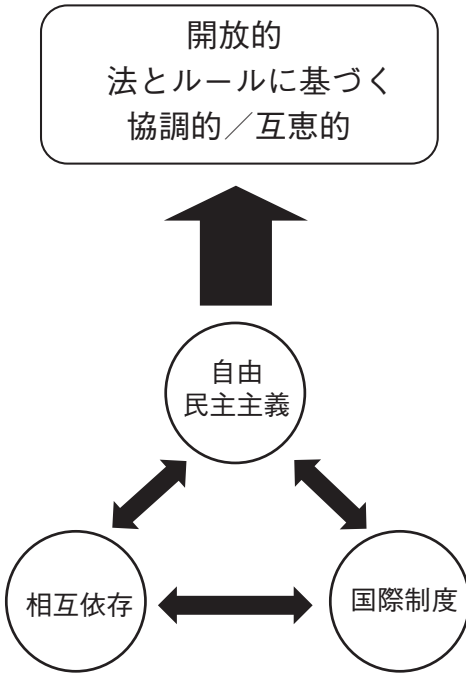 開放的
法とルールに基づく
協調的／互恵的
自由
民主主義
相互依存
国際制度